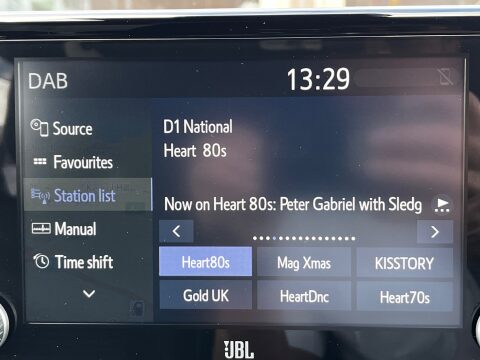 DAB
13:29
Source
Favourites
Station list
Manual
Time shift
D1 National
Heart 80s
Now on Heart 80s: Peter Gabriel with Sledg
Heart80s
Mag Xmas
KISSTORY
Gold UK
HeartDnc
Heart70s
JBL